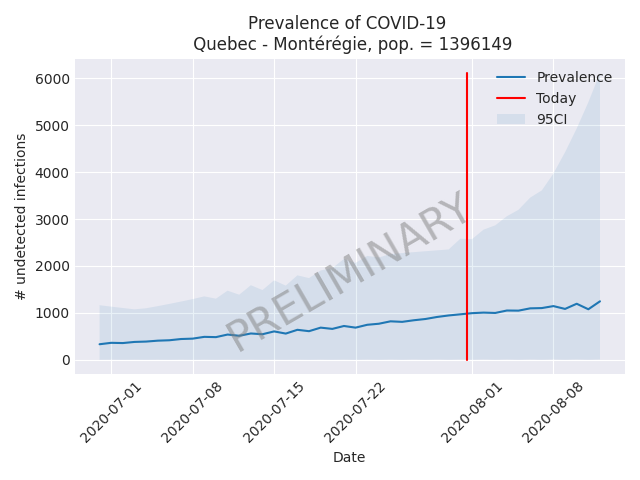 Prevalence of COVID-19
Quebec - Montérégie, pop. = 1396149
# undetected infections
6000
5000
4000
3000
2000
1000
0
Prevalence
Today
95CI
PRELIMINARY
2020-07-01
2020-07-08
2020-07-15
2020-07-22
2020-08-01
2020-08-08
Date